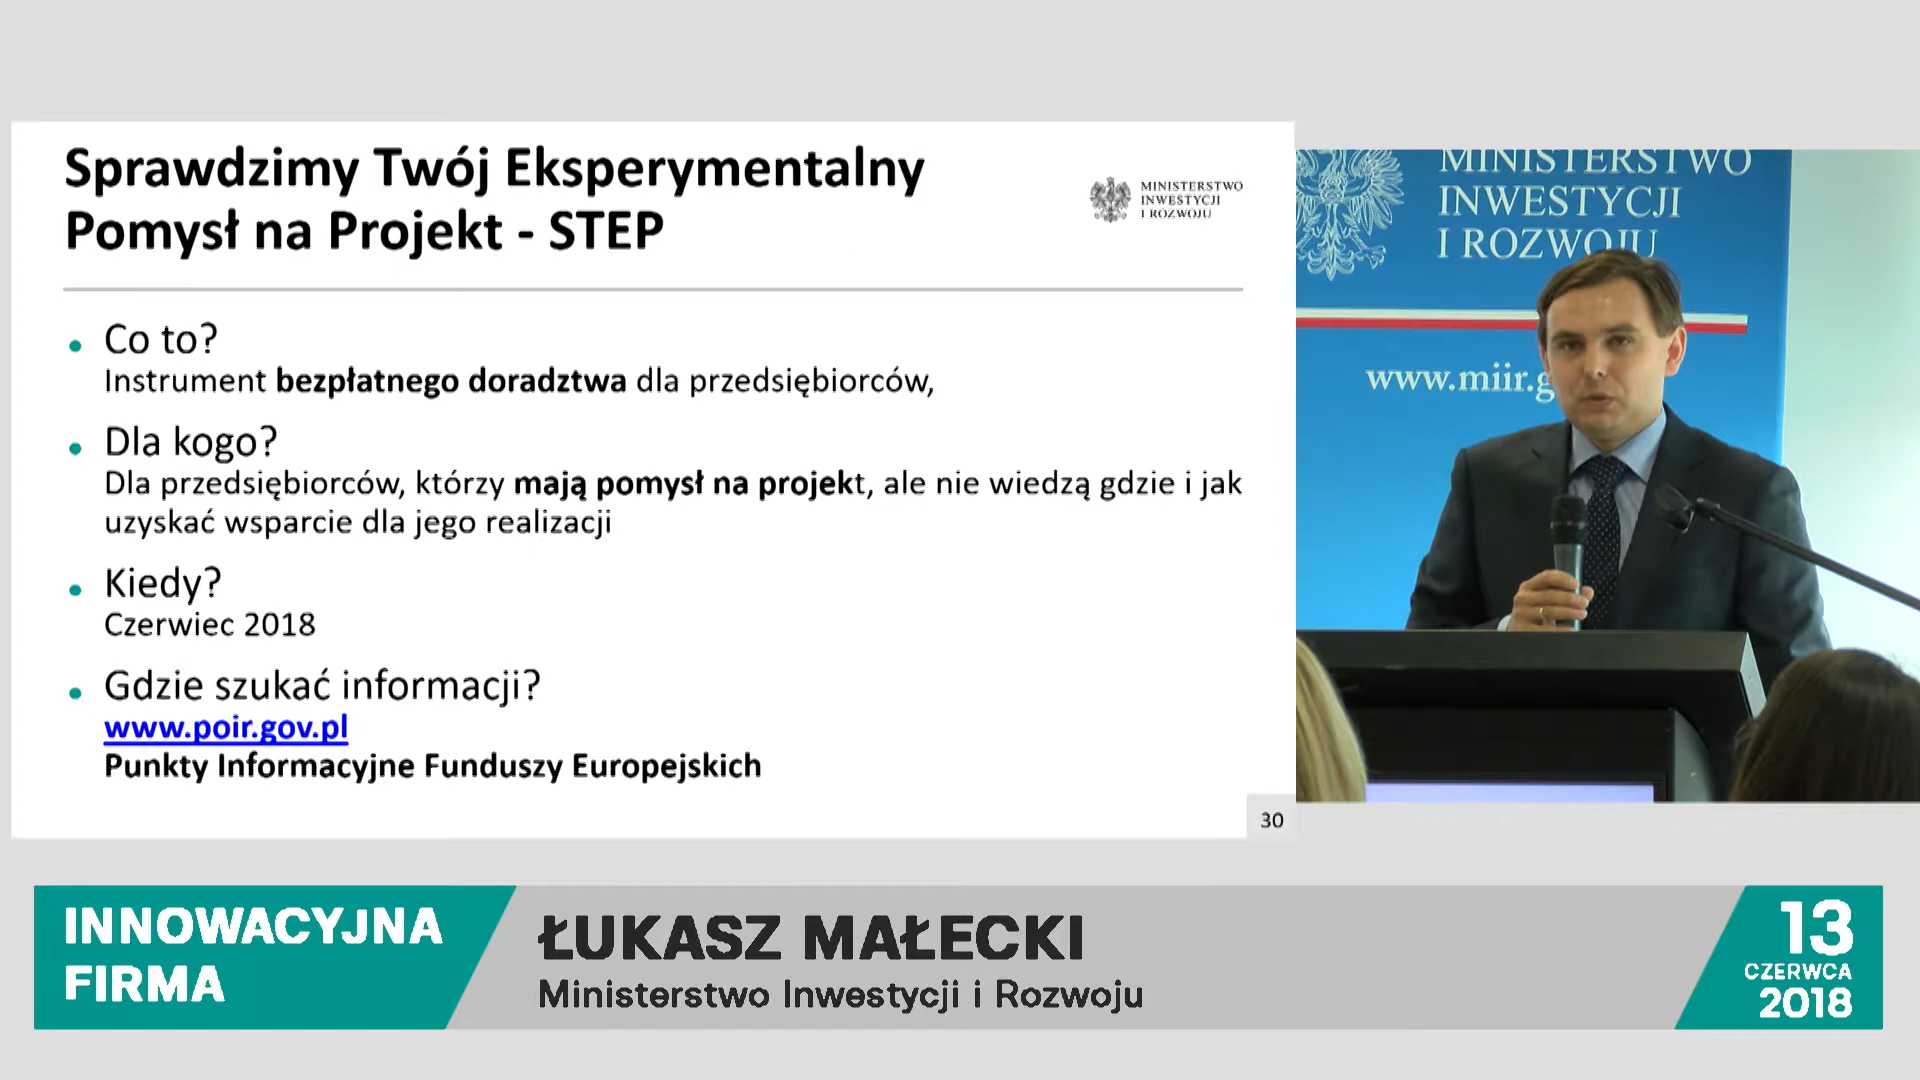 Sprawdzimy Twój Eksperymentalny
Pomysł na Projekt - STEP
MINISTERSTWO
INWESTYCJI
I ROZWOJU
Co to?
Instrument bezpłatnego doradztwa dla przedsiębiorców,
Dla kogo?
Dla przedsiębiorców, którzy mają pomysł na projekt, ale nie wiedzą gdzie i jak
uzyskać wsparcie dla jego realizacji
Kiedy?
Czerwiec 2018
Gdzie szukać informacji?
www.poir.gov.pl
Punkty Informacyjne Funduszy Europejskich
30
MINISTERSTWO
INWESTYCJI
I ROZWOJU
www.miir.g
INNOWACYJNA
FIRMA
ŁUKASZ MAŁECKI
Ministerstwo Inwestycji i Rozwoju
13
CZERWCA
2018